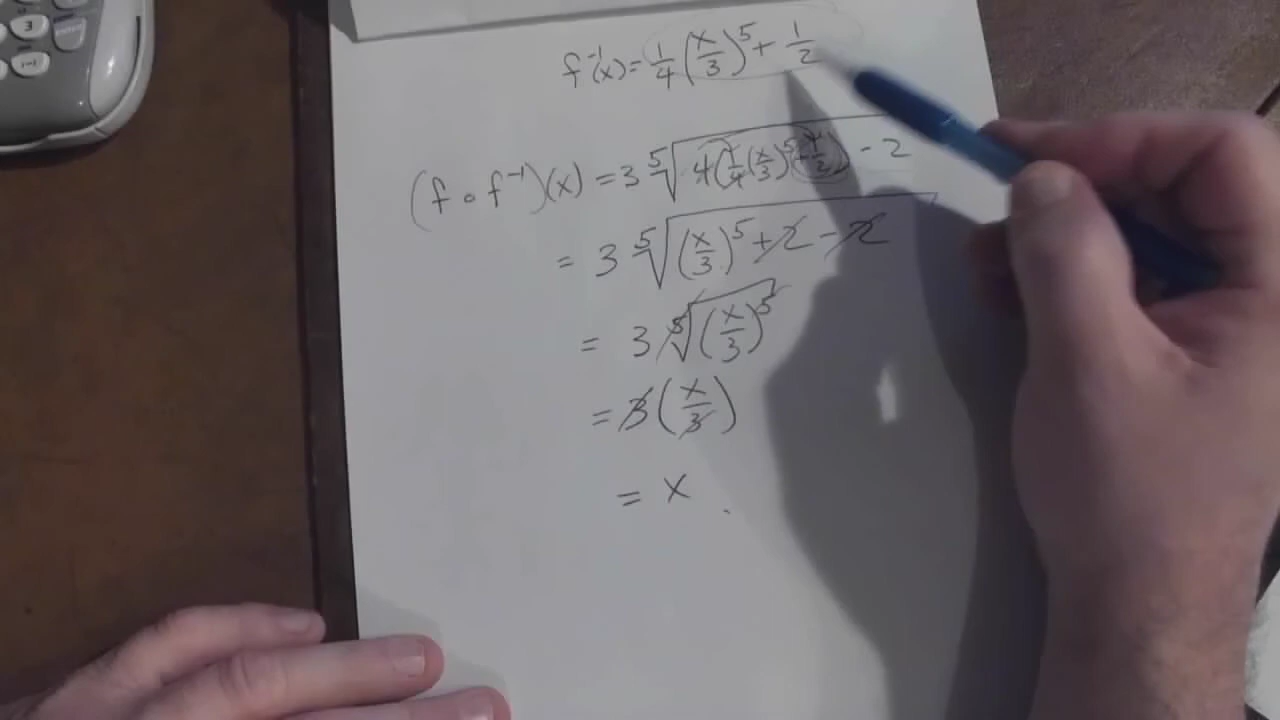 f⁻¹(x) = 1/4 (x/3)⁵ + 1/2
(f ∘ f⁻¹)(x) = 3 ⁵√(4(1/4 (x/3)⁵ + 1/2) - 2)
= 3 ⁵√((x/3)⁵ + 2 - 2)
= 3 ⁵√((x/3)⁵)
= 3(x/3)
= x